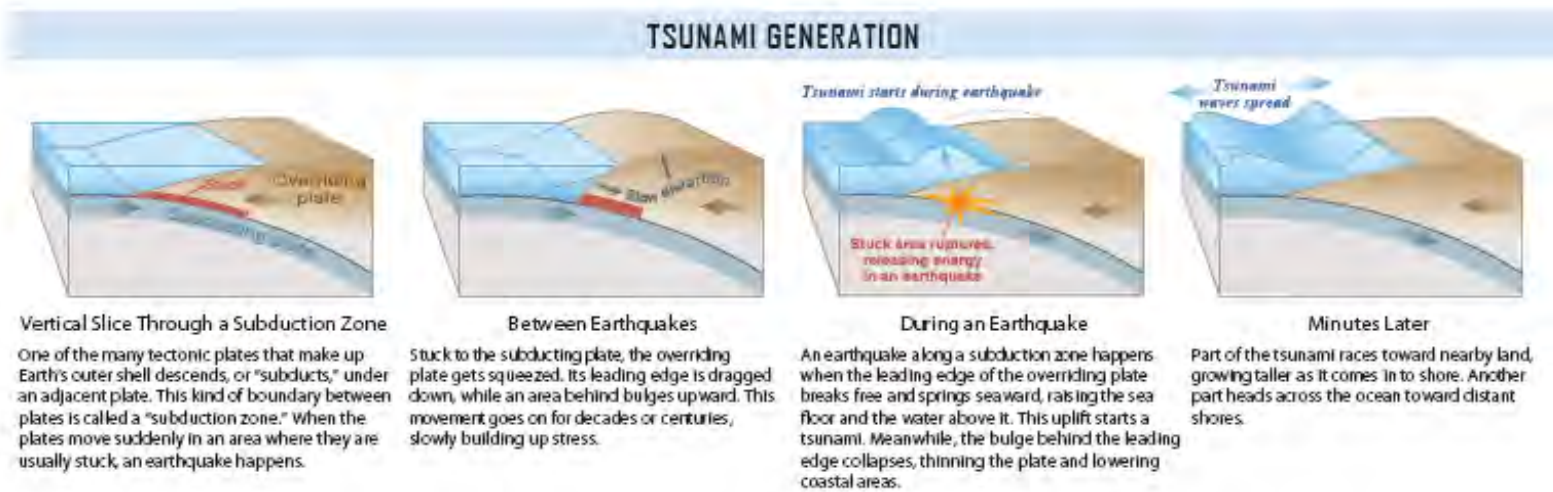 TSUNAMI GENERATION
Stuck
Overriding
plate
Subducting plate
Vertical Slice Through a Subduction Zone
One of the many tectonic plates that make up
Earth's outer shell descends, or "subducts," under
an adjacent plate. This kind of boundary between
plates is called a "subduction zone." When the
plates move suddenly in an area where they are
usually stuck, an earthquake happens.
Slow distortion
Between Earthquakes
Stuck to the subducting plate, the overriding
plate gets squeezed. Its leading edge is dragged
down, while an area behind bulges upward. This
movement goes on for decades or centuries,
slowly building up stress.
Tsunami starts during earthquake
Stuck area ruptures,
releasing energy
in an earthquake
During an Earthquake
An earthquake along a subduction zone happens
when the leading edge of the overriding plate
breaks free and springs seaward, raising the sea
floor and the water above it. This uplift starts a
tsunami. Meanwhile, the bulge behind the leading
edge collapses, thinning the plate and lowering
coastal areas.
Tsunami
waves spread
Minutes Later
Part of the tsunami races toward nearby land,
growing taller as it comes in to shore. Another
part heads across the ocean toward distant
shores.